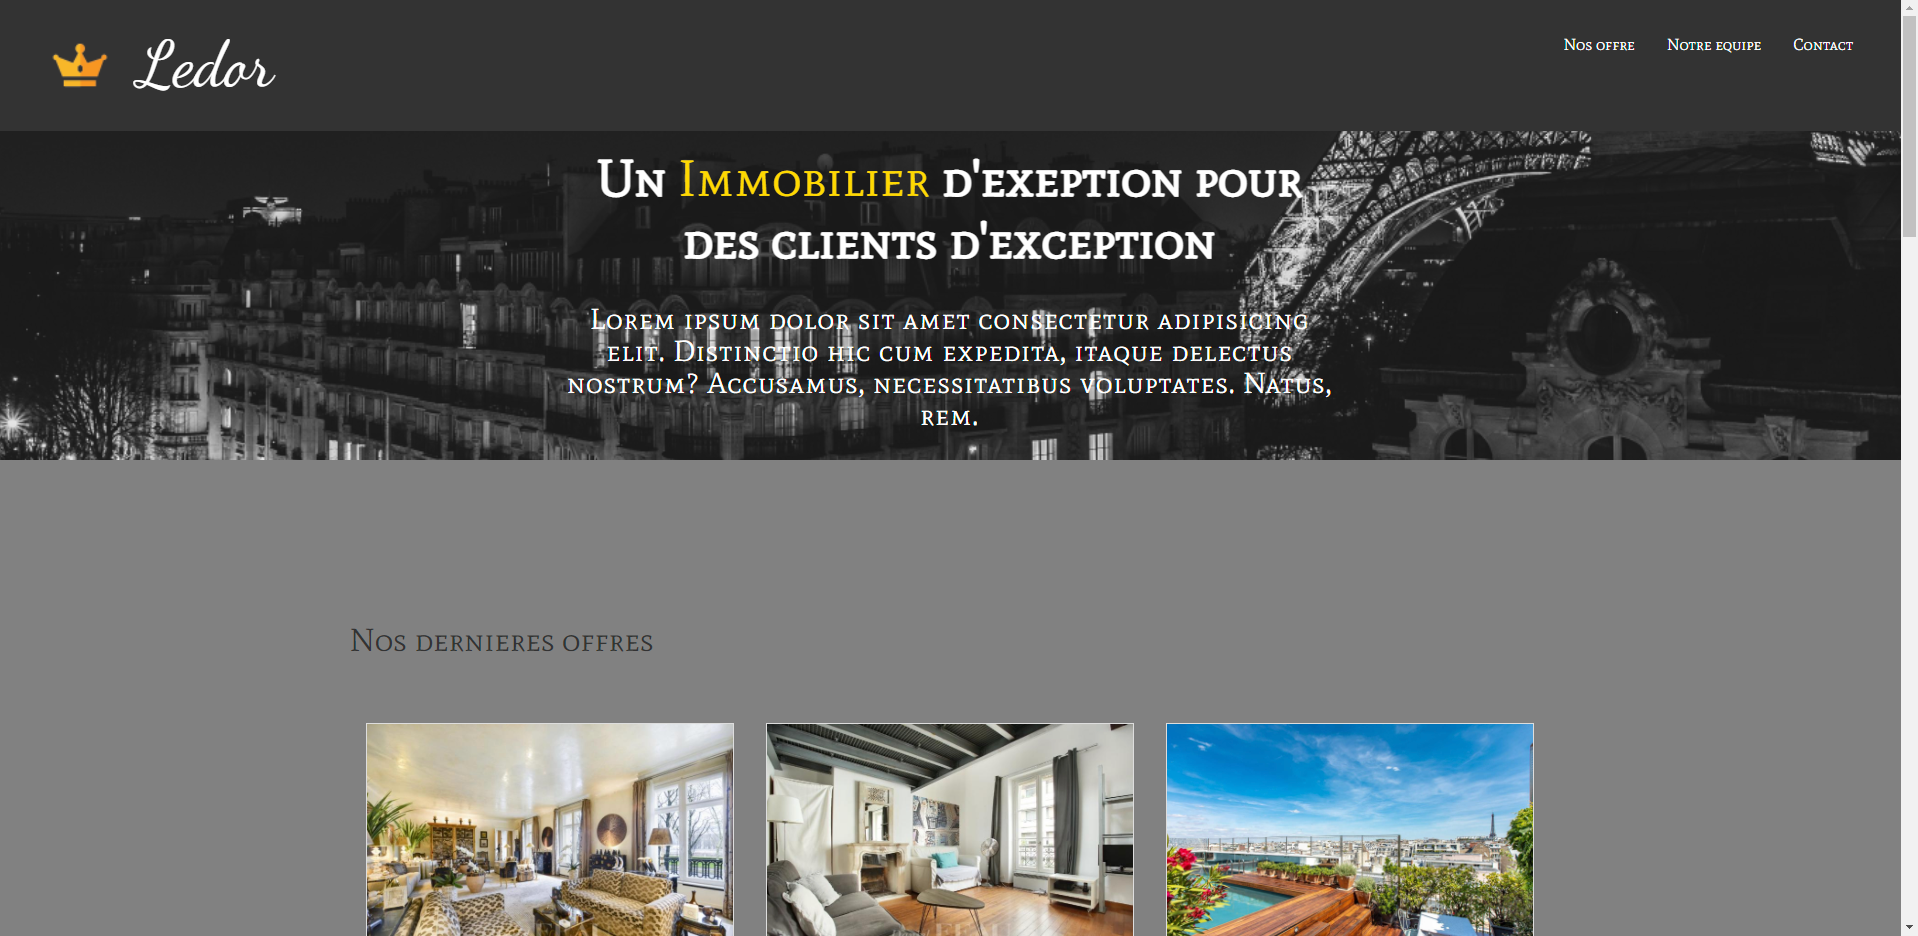 Ledor
Nos offre Notre equipe Contact
Un Immobilier d'exeption pour
des clients d'exception
Lorem ipsum dolor sit amet consectetur adipisicing
elit. Distinctio hic cum expedita, itaque delectus
nostrum? Accusamus, necessitatibus voluptates. Natus,
rem.
Nos dernieres offres